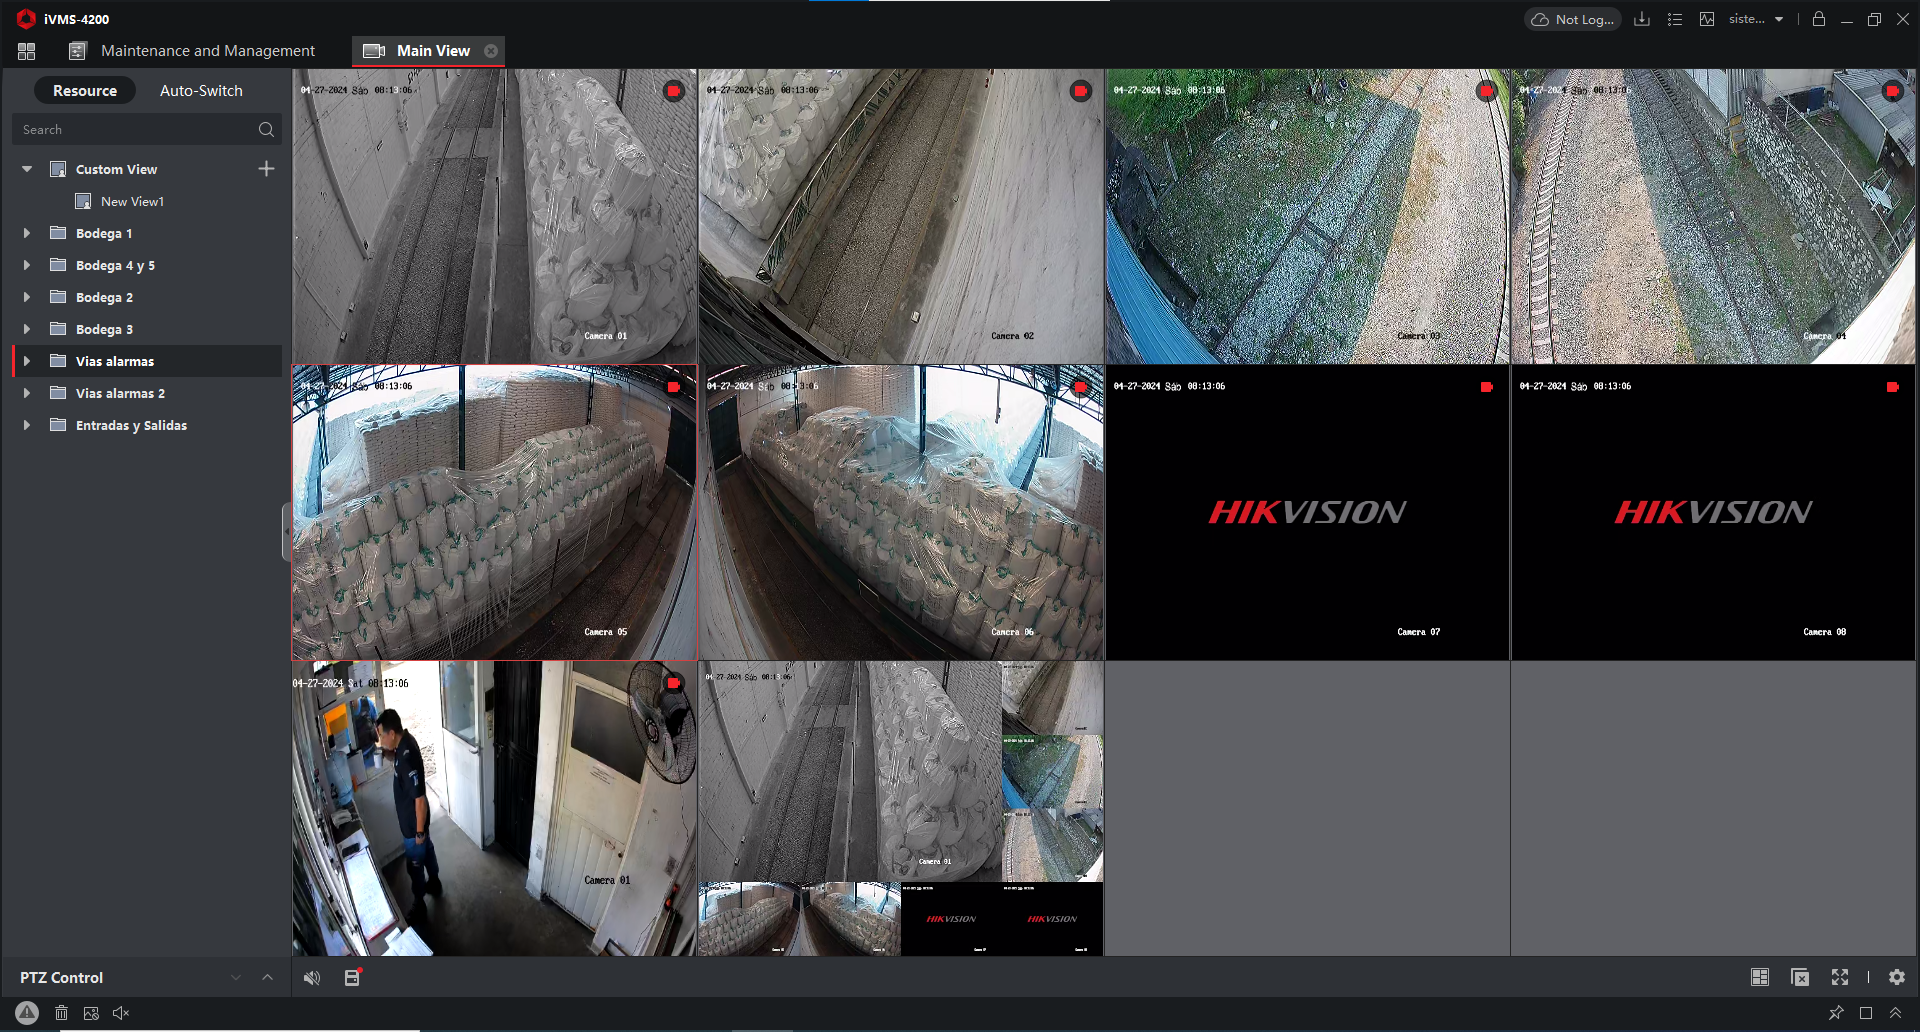 iVMS-4200
Not Log...
siste...
Maintenance and Management
Main View
Resource
Auto-Switch
Search
Custom View
New View1
Bodega 1
Bodega 4 y 5
Bodega 2
Bodega 3
Vias alarmas
Vias alarmas 2
Entradas y Salidas
04-27-2024 Sáb 08:13:06
Camera 01
04-27-2024 Sáb 08:13:06
Camera 02
04-27-2024 Sáb 08:13:06
Camera 03
04-27-2024 Sáb 08:13:06
Camera 04
04-27-2024 Sáb 08:13:06
Camera 05
04-27-2024 Sáb 08:13:06
Camera 06
04-27-2024 Sáb 08:13:06
HIKVISION
Camera 07
04-27-2024 Sáb 08:13:06
HIKVISION
Camera 08
04-27-2024 Sat 08:13:06
Camera 01
04-27-2024 Sáb 08:13:06
Camera 01
HIKVISION
HIKVISION
PTZ Control